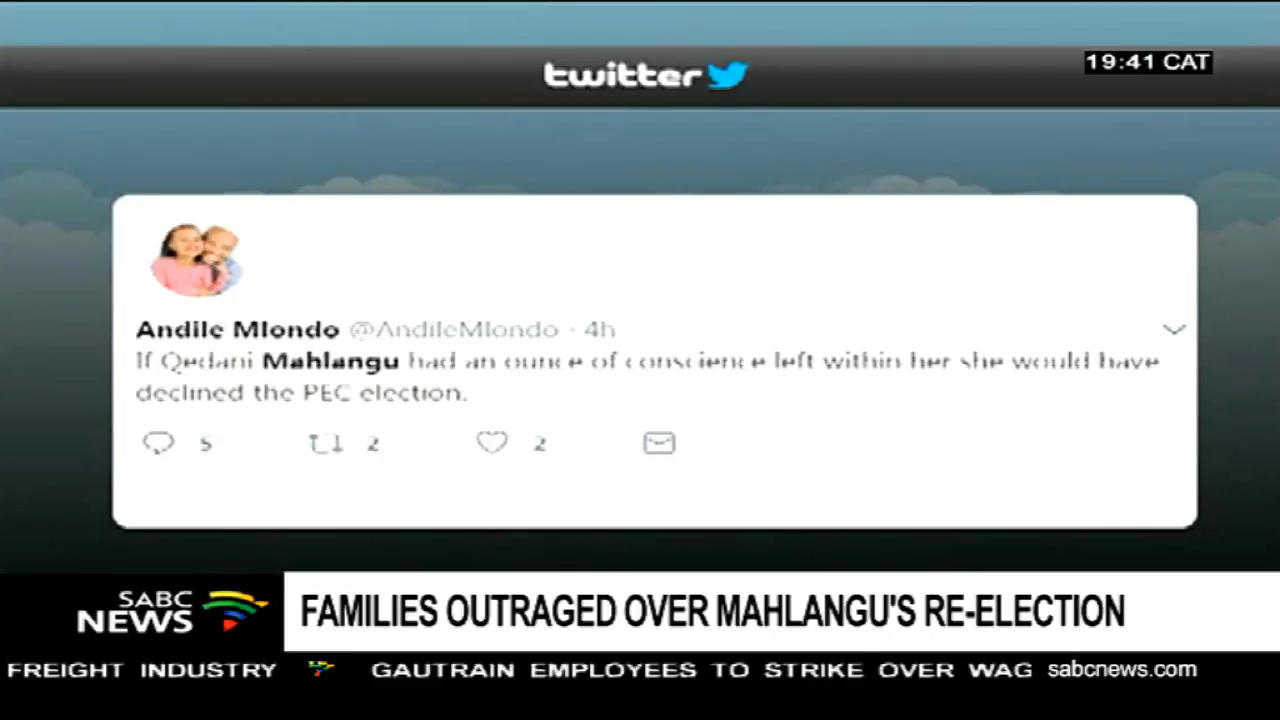 twitter
19:41 CAT
Andile Mlondo @AndileMlondo · 4h
If Qedani Mahlangu had an ounce of conscience left within her she would have
declined the PEC election.
5 2 2
SABC
NEWS
FAMILIES OUTRAGED OVER MAHLANGU'S RE-ELECTION
FREIGHT INDUSTRY GAUTRAIN EMPLOYEES TO STRIKE OVER WAG sabcnews.com